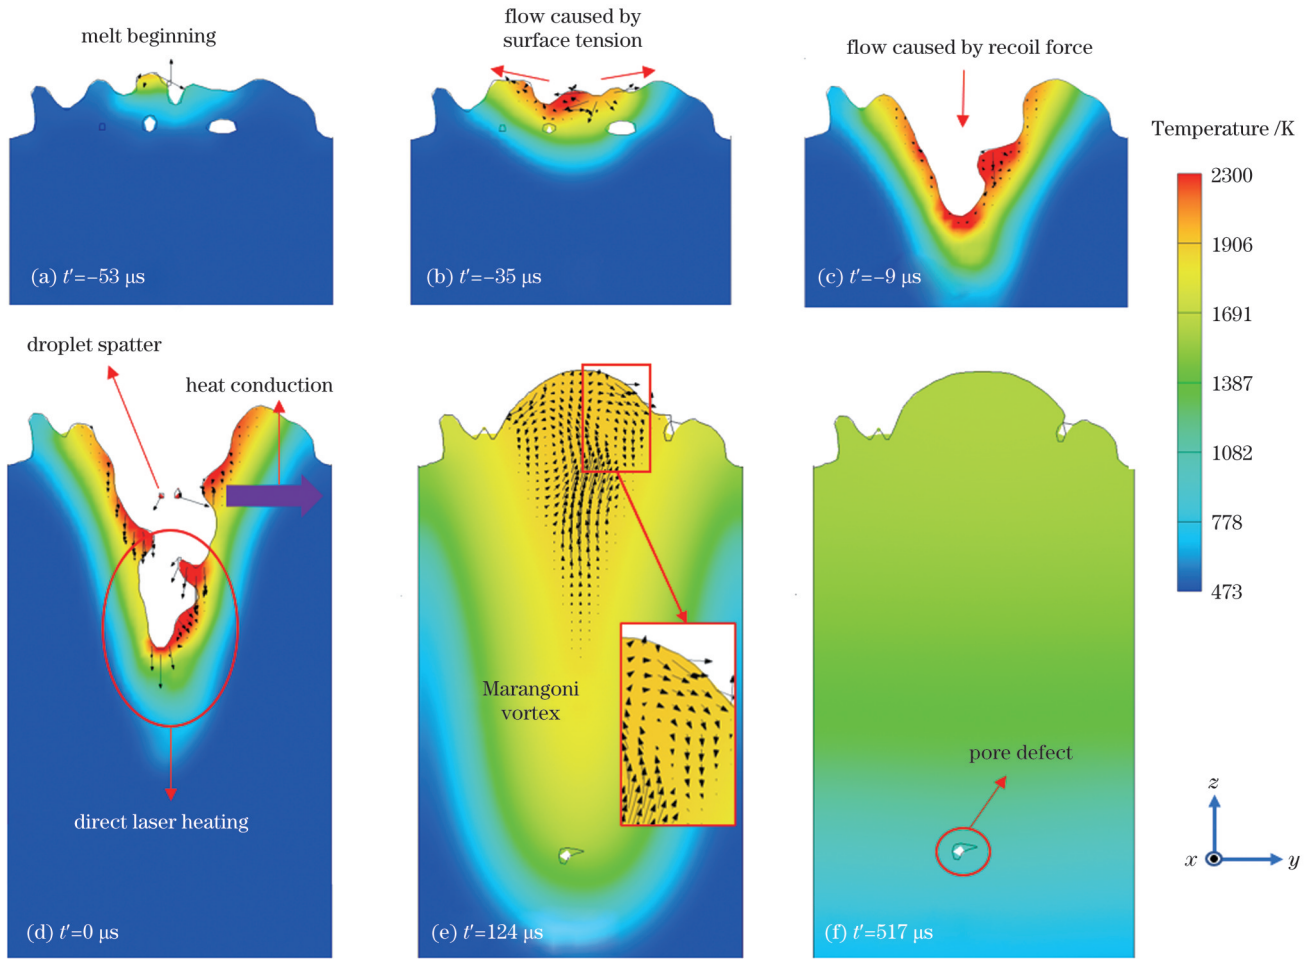 melt beginning
flow caused by
surface tension
flow caused by recoil force
Temperature /K
2300
1906
1691
1387
1082
778
473
(a) t′=−53 μs
(b) t′=−35 μs
(c) t′=−9 μs
droplet spatter
heat conduction
direct laser heating
(d) t′=0 μs
Marangoni
vortex
(e) t′=124 μs
pore defect
(f) t′=517 μs
z
x
y